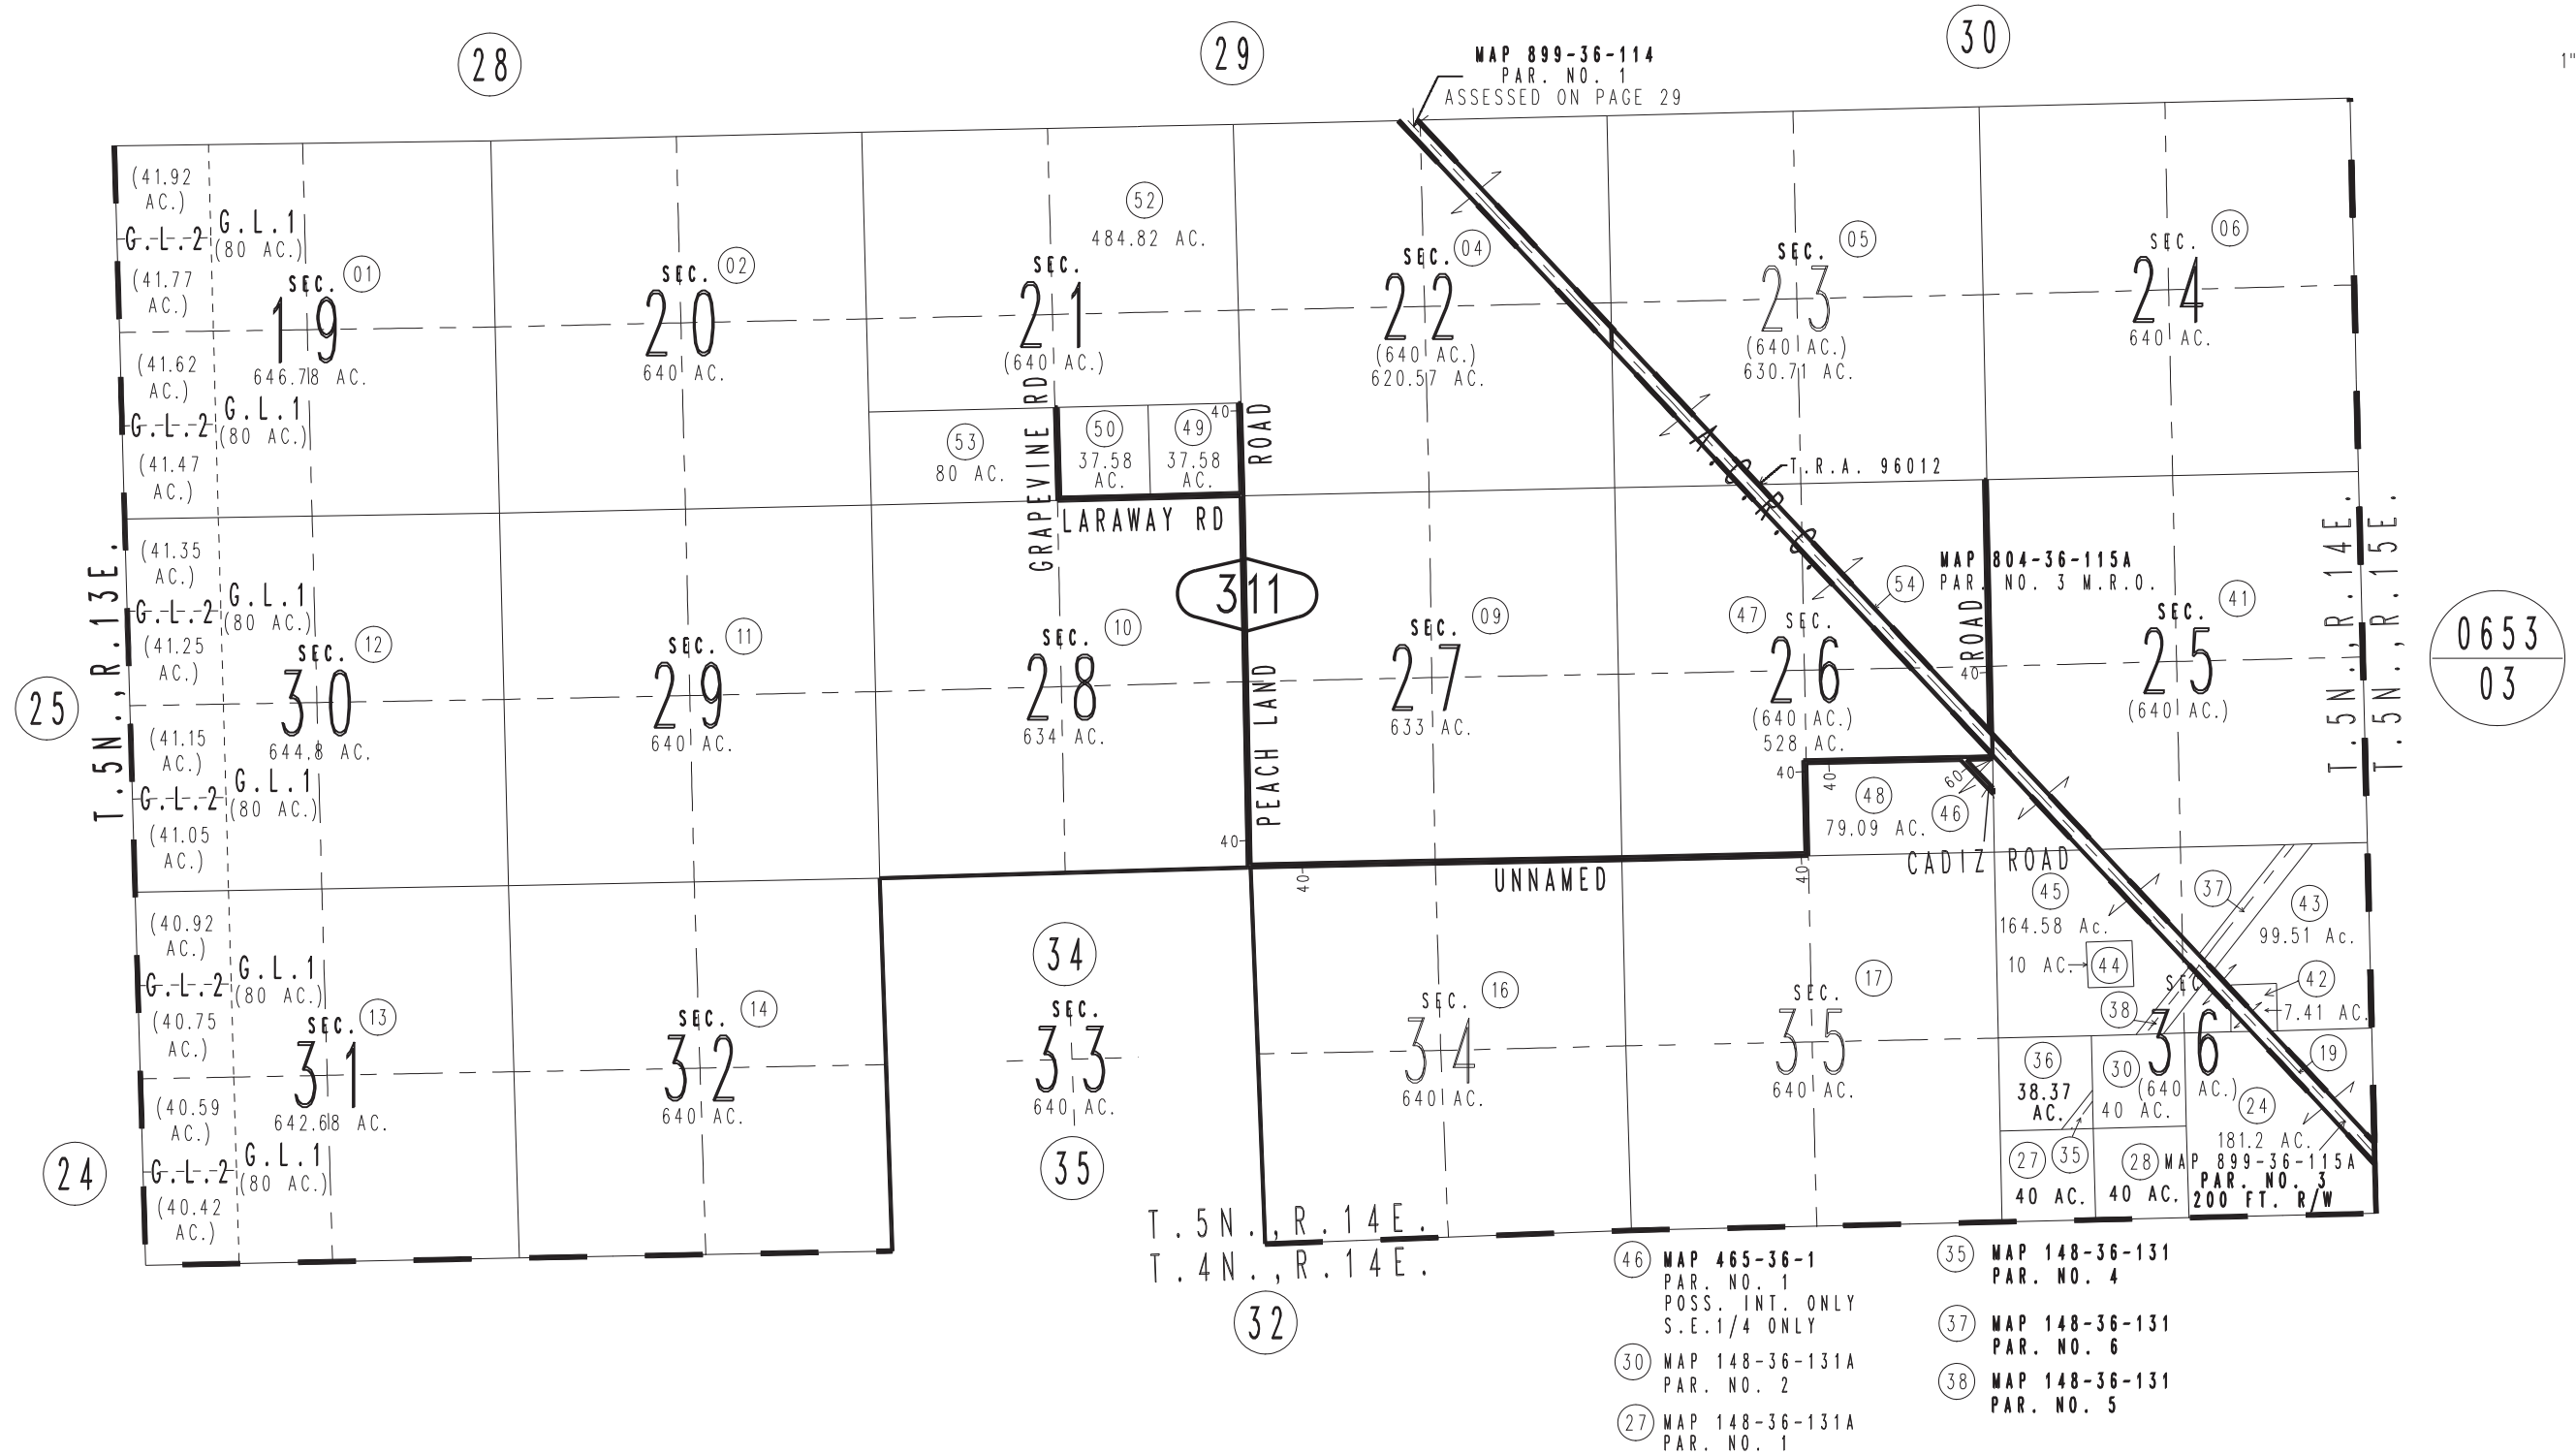 28
29
30
1"
MAP 899-36-114
PAR. NO. 1
ASSESSED ON PAGE 29
(41.92
AC.)
G.L.2
(41.77
AC.)
G.L.1
(80 AC.)
SEC. 01
19
646.78 AC.
(41.62
AC.)
G.L.2
(41.47
AC.)
G.L.1
(80 AC.)
SEC. 02
20
640 AC.
52
484.82 AC.
SEC.
21
(640 AC.)
SEC. 04
22
(640 AC.)
620.57 AC.
SEC. 05
23
(640 AC.)
630.71 AC.
SEC. 06
24
640 AC.
53
80 AC.
GRAPEVINE RD
50
37.58
AC.
49
37.58
AC.
40
ROAD
LARAWAY RD
T.R.A. 96012
T.5N.,R.13E.
25
(41.35
AC.)
G.L.2
(41.25
AC.)
G.L.1
(80 AC.)
SEC. 12
30
644.8 AC.
(41.15
AC.)
G.L.2
(41.05
AC.)
G.L.1
(80 AC.)
SEC. 11
29
640 AC.
SEC. 10
28
634 AC.
311
PEACH LAND
40
SEC. 09
27
633 AC.
47 SEC.
26
(640 AC.)
528 AC.
54
MAP 804-36-115A
PAR. NO. 3 M.R.O.
ROAD
40
SEC. 41
25
(640 AC.)
T.5N.,R.14E.
T.5N.,R.15E.
0653
03
40
40
60
48
79.09 AC.
46
CADIZ ROAD
40
UNNAMED
40
24
(40.92
AC.)
G.L.2
(40.75
AC.)
G.L.1
(80 AC.)
SEC. 13
31
642.68 AC.
(40.59
AC.)
G.L.2
(40.42
AC.)
G.L.1
(80 AC.)
SEC. 14
32
640 AC.
34
SEC.
33
640 AC.
35
SEC. 16
34
640 AC.
SEC. 17
35
640 AC.
45
164.58 Ac.
10 AC. 44
37
43
99.51 Ac.
42
7.41 AC.
SEC
38
36
(640 AC.)
19
36
38.37
AC.
30
40 AC.
24
181.2 AC.
27
40 AC.
35
28
40 AC.
MAP 899-36-115A
PAR. NO. 3
200 FT. R/W
T.5N.,R.14E.
T.4N.,R.14E.
32
46 MAP 465-36-1
PAR. NO. 1
POSS. INT. ONLY
S.E.1/4 ONLY
30 MAP 148-36-131A
PAR. NO. 2
27 MAP 148-36-131A
PAR. NO. 1
35 MAP 148-36-131
PAR. NO. 4
37 MAP 148-36-131
PAR. NO. 6
38 MAP 148-36-131
PAR. NO. 5